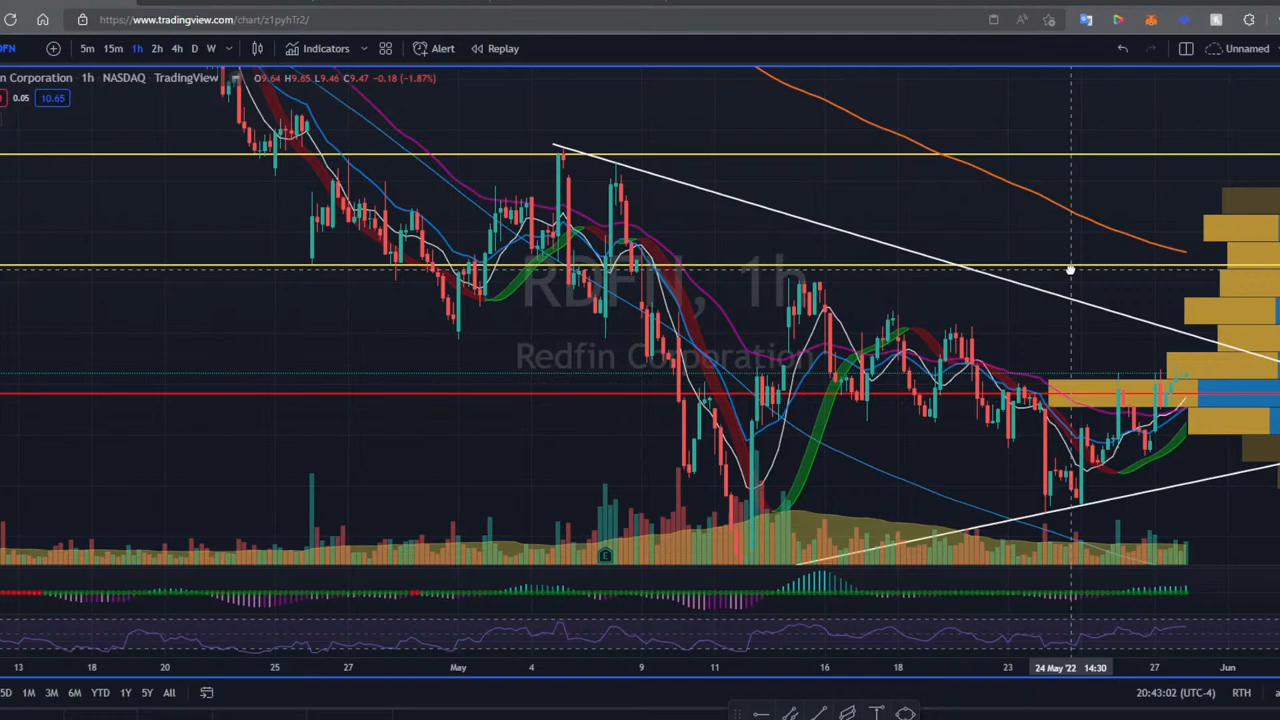 https://www.tradingview.com/chart/z1pyhTr2/
DFN 5m 15m 1h 2h 4h D W Indicators Alert Replay Unnamed
in Corporation · 1h · NASDAQ · TradingView O9.64 H9.65 L9.46 C9.47 −0.18 (−1.87%)
0.05 10.65
RDFN, 1h
Redfin Corporation
E
13 18 20 25 27 May 4 9 11 16 18 23 24 May '22 14:30 27 Jun
5D 1M 3M 6M YTD 1Y 5Y All 20:43:02 (UTC-4) RTH